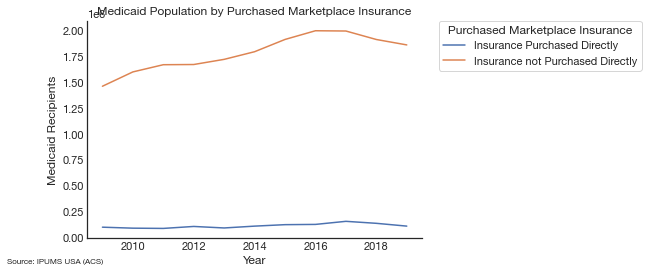 Medicaid Population by Purchased Marketplace Insurance
2.00
1.75
1.50
1.25
1.00
0.75
0.50
0.25
0.00
Medicaid Recipients
2010 2012 2014 2016 2018
Year
Purchased Marketplace Insurance
Insurance Purchased Directly
Insurance not Purchased Directly
Source: IPUMS USA (ACS)